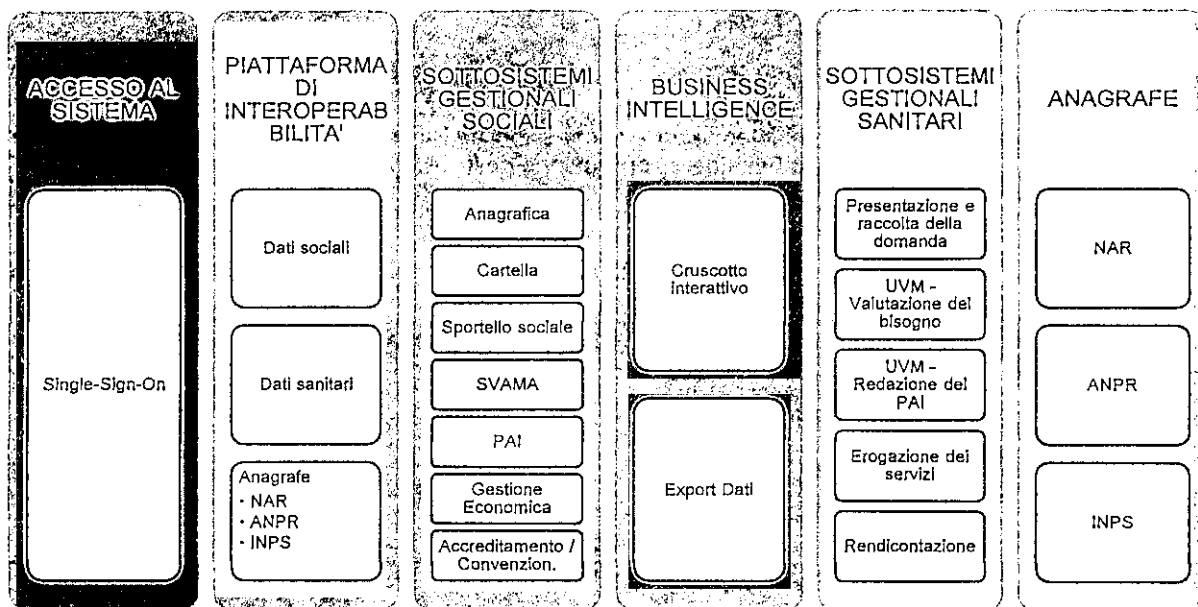 ACCESSO AL
SISTEMA
Single-Sign-On
PIATTAFORMA
DI
INTEROPERAB
BILITA'
Dati sociali
Dati sanitari
Anagrafe
· NAR
· ANPR
· INPS
SOTTOSISTEMI
GESTIONALI
SOCIALI
Anagrafica
Cartella
Sportello sociale
SVAMA
PAI
Gestione
Economica
Accreditamento /
Convenzion.
BUSINESS
INTELLIGENCE
Cruscotto
interattivo
Export Dati
SOTTOSISTEMI
GESTIONALI
SANITARI
Presentazione e
raccolta della
domanda
UVM -
Valutazione del
bisogno
UVM -
Redazione del
PAI
Erogazione dei
servizi
Rendicontazione
ANAGRAFE
NAR
ANPR
INPS